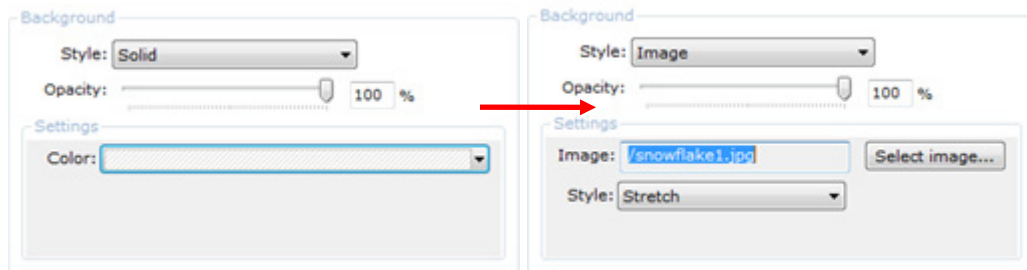 Background
Style: Solid
Opacity: 100 %
Settings
Color:
Background
Style: Image
Opacity: 100 %
Settings
Image: /snowflake1.jpg Select image...
Style: Stretch